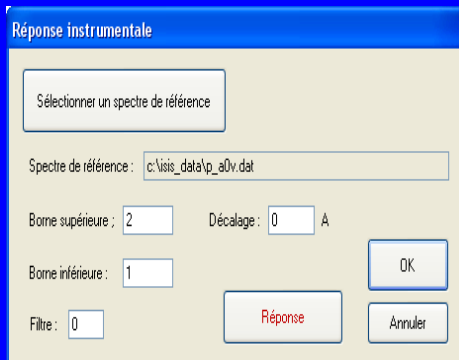 Réponse instrumentale
Sélectionner un spectre de référence
Spectre de référence : c:\isis_data\p_a0v.dat
Borne supérieure ; 2 Décalage : 0 A
Borne inférieure : 1
OK
Filtre : 0 Réponse Annuler